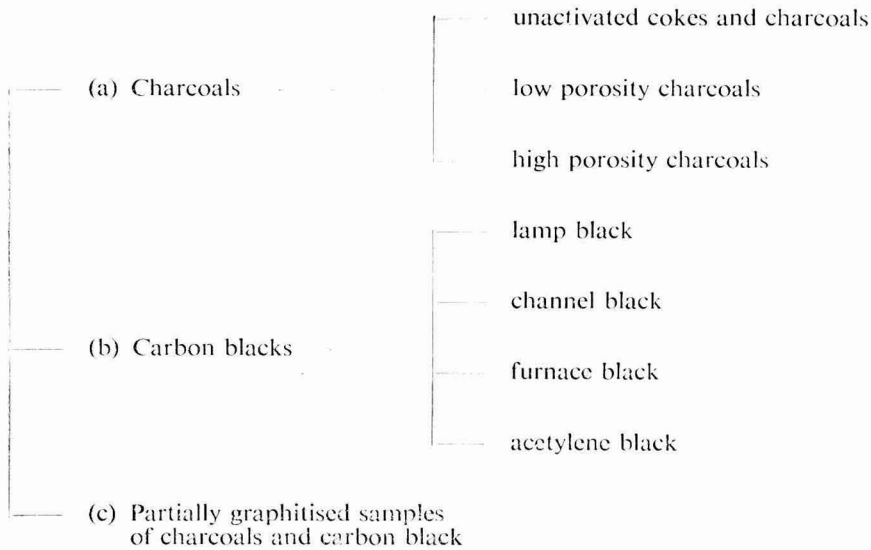 unactivated cokes and charcoals
(a) Charcoals
low porosity charcoals
high porosity charcoals
lamp black
channel black
(b) Carbon blacks
furnace black
acetylene black
(c) Partially graphitised samples
of charcoals and carbon black